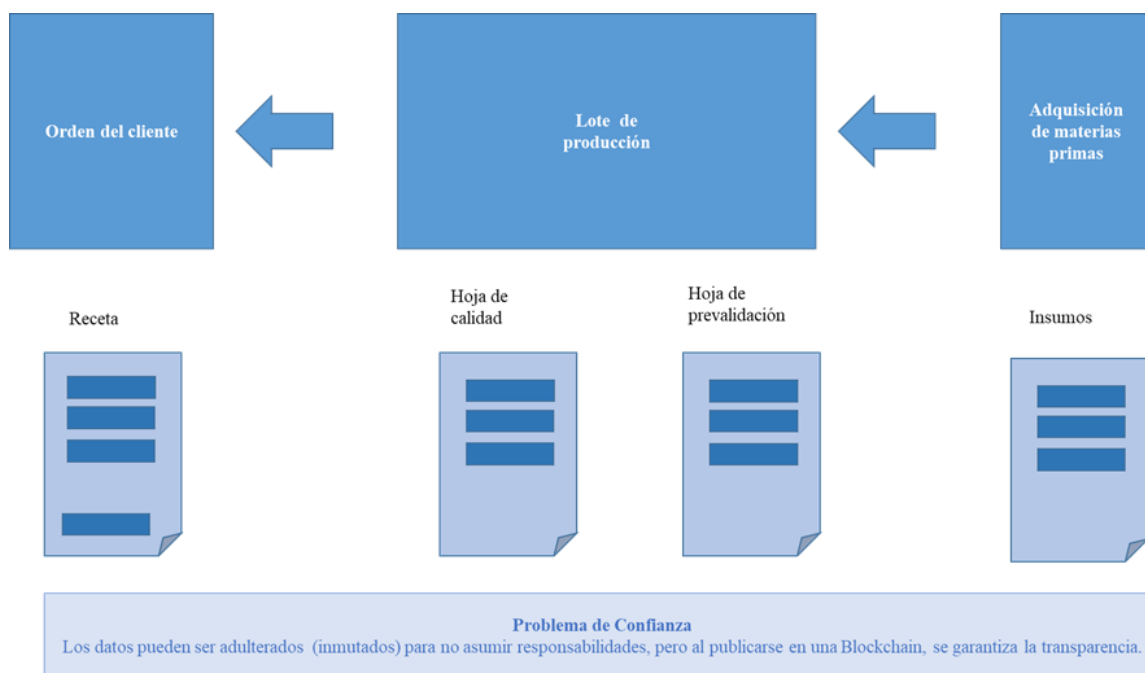 Orden del cliente
Lote de
producción
Adquisición
de materias
primas
Receta
Hoja de
calidad
Hoja de
prevalidación
Insumos
Problema de Confianza
Los datos pueden ser adulterados (inmutados) para no asumir responsabilidades, pero al publicarse en una Blockchain, se garantiza la transparencia.